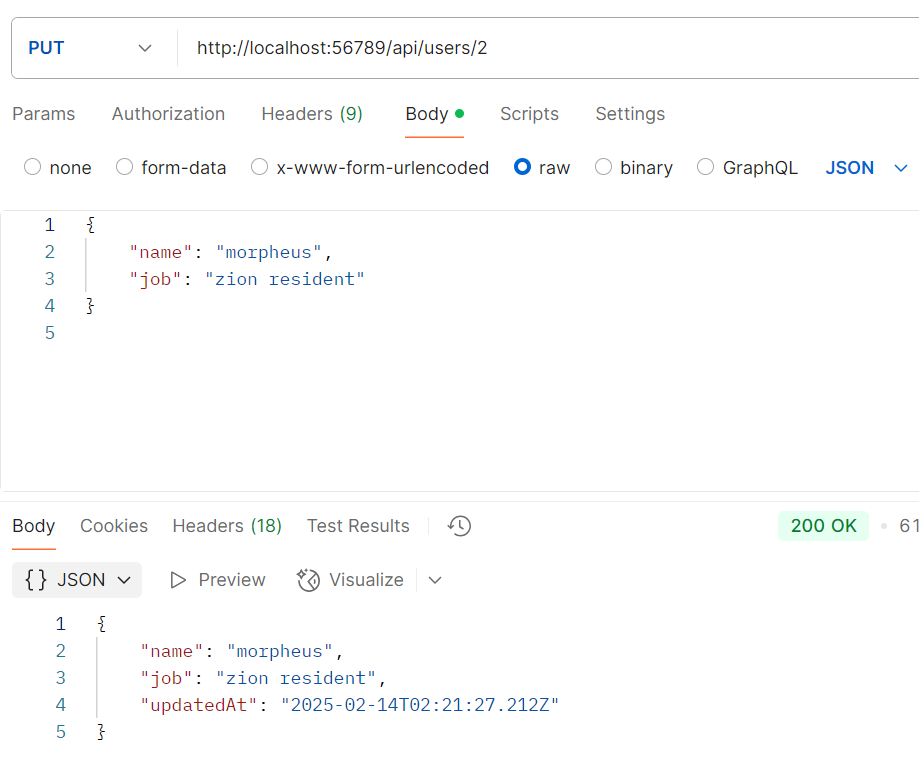 PUT http://localhost:56789/api/users/2
Params Authorization Headers (9) Body Scripts Settings
none form-data x-www-form-urlencoded raw binary GraphQL JSON
1 {
2 "name": "morpheus",
3 "job": "zion resident"
4 }
5
Body Cookies Headers (18) Test Results 200 OK 61
{} JSON Preview Visualize
1 {
2 "name": "morpheus",
3 "job": "zion resident",
4 "updatedAt": "2025-02-14T02:21:27.212Z"
5 }